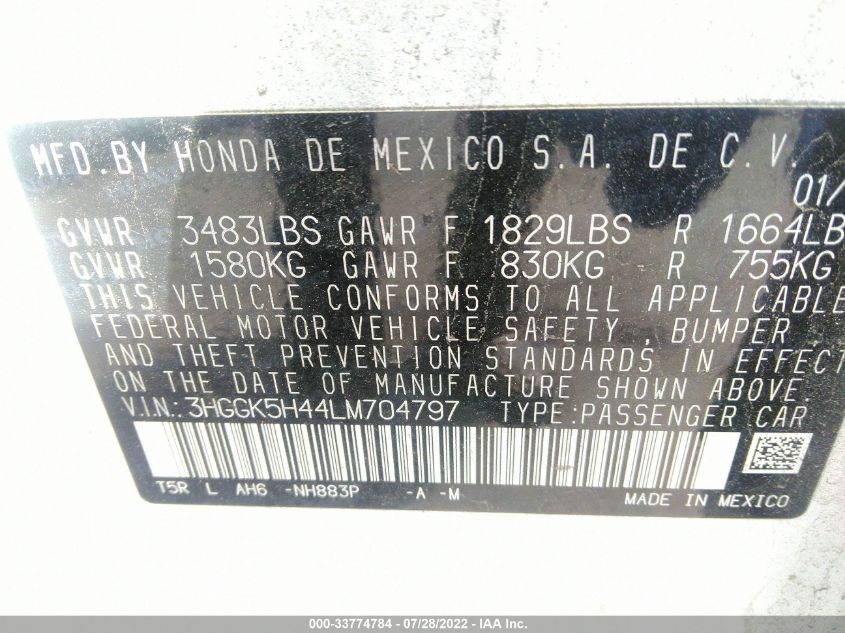 MFD.BY HONDA DE MEXICO S.A. DE C.V.
01/
GVWR 3483LBS GAWR F 1829LBS R 1664LB
GVWR 1580KG GAWR F 830KG R 755KG
THIS VEHICLE CONFORMS TO ALL APPLICABLE
FEDERAL MOTOR VEHICLE SAFETY, BUMPER,
AND THEFT PREVENTION STANDARDS IN EFFECT
ON THE DATE OF MANUFACTURE SHOWN ABOVE.
V.I.N.:3HGGK5H44LM704797 TYPE:PASSENGER CAR
T5R L AH6 -NH883P -A -M
MADE IN MEXICO
000-33774784 / 07/28/2022 - IAA Inc.